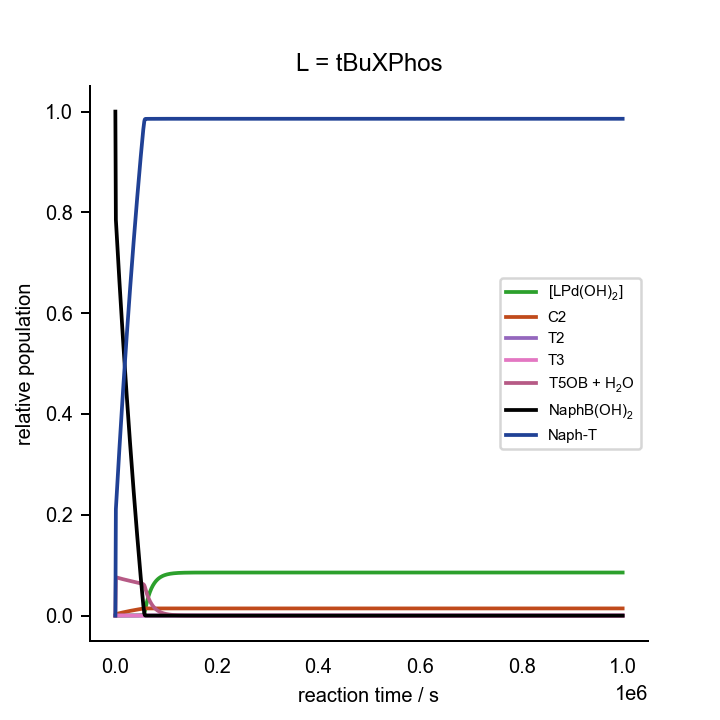 L = tBuXPhos
relative population
1.0
0.8
0.6
0.4
0.2
0.0
[LPd(OH)₂]
C2
T2
T3
T5OB + H₂O
NaphB(OH)₂
Naph-T
0.0 0.2 0.4 0.6 0.8 1.0
1e6
reaction time / s